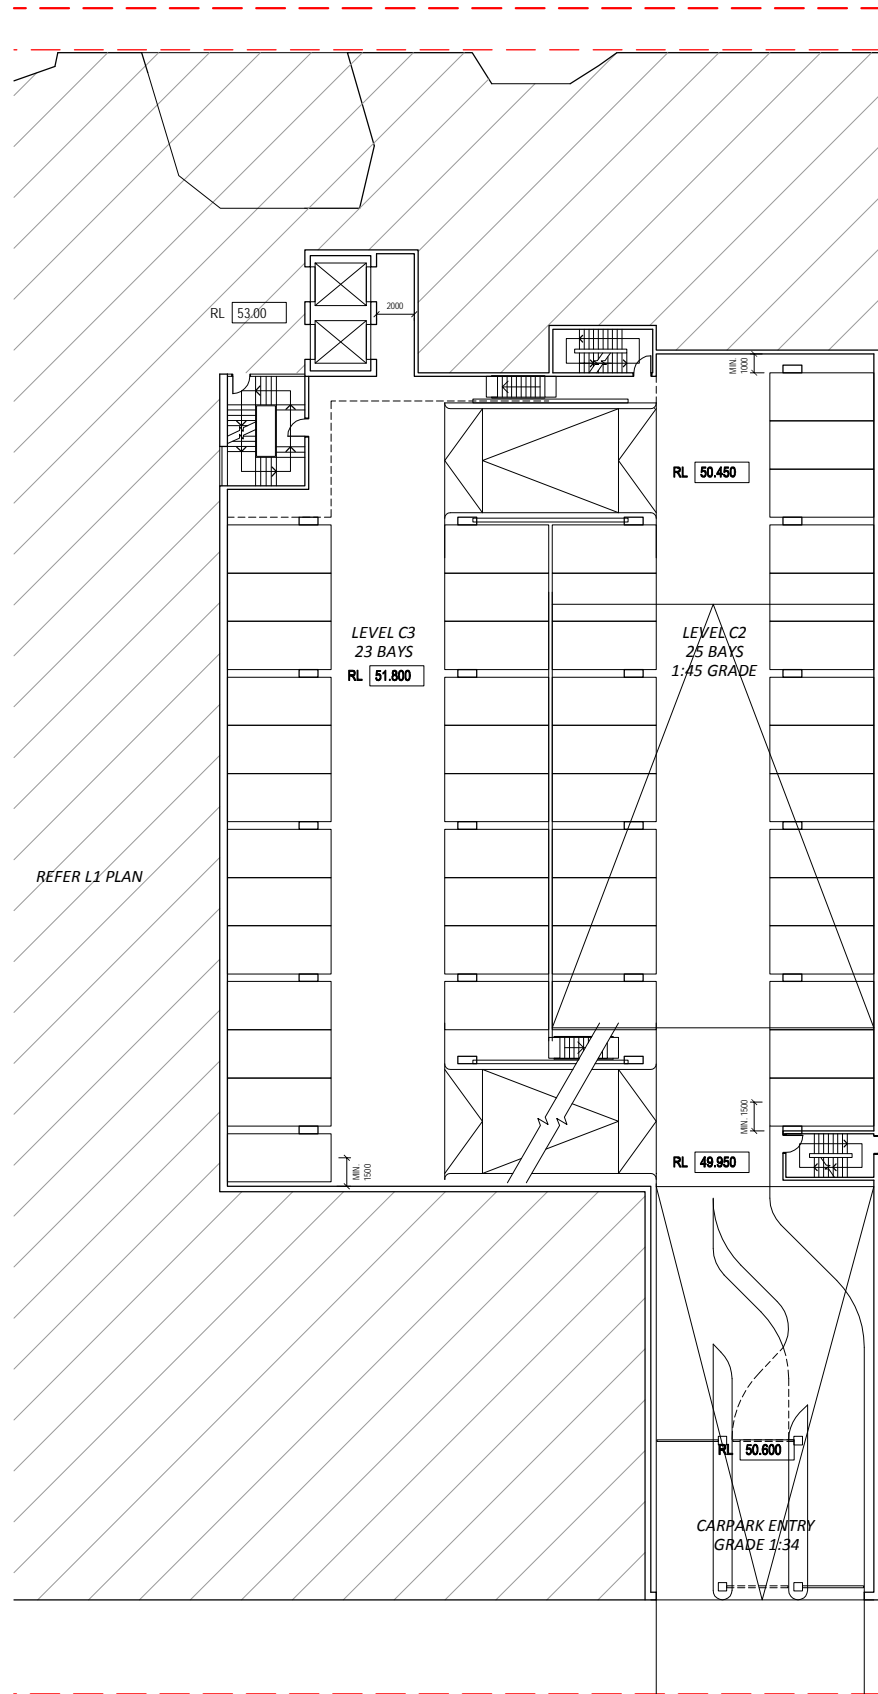 RL 53.00
2000
MIN.
1000
RL 50.450
LEVEL C3
23 BAYS
RL 51.800
LEVEL C2
25 BAYS
1:45 GRADE
REFER L1 PLAN
MIN. 1500
MIN.
1500
RL 49.950
RL 50.600
CARPARK ENTRY
GRADE 1:34